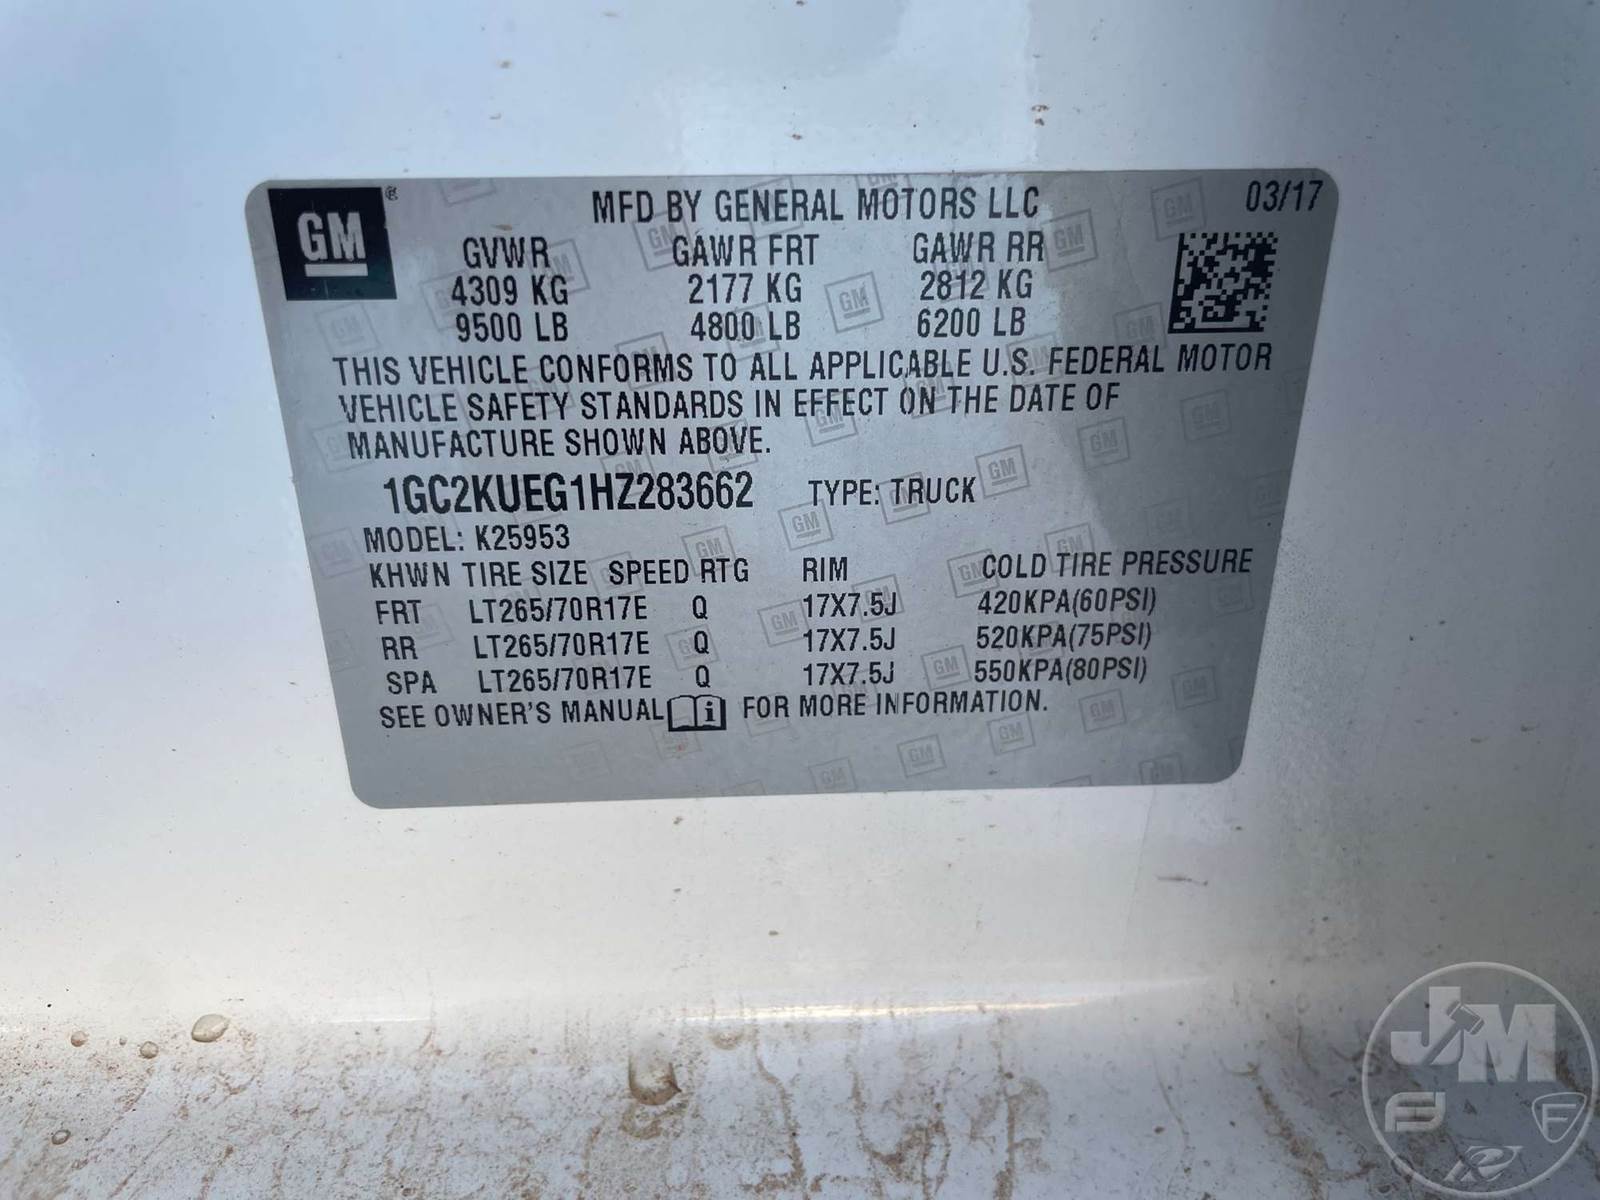 GM ® MFD BY GENERAL MOTORS LLC 03/17
GVWR GAWR FRT GAWR RR
4309 KG 2177 KG 2812 KG
9500 LB 4800 LB 6200 LB
THIS VEHICLE CONFORMS TO ALL APPLICABLE U.S. FEDERAL MOTOR
VEHICLE SAFETY STANDARDS IN EFFECT ON THE DATE OF
MANUFACTURE SHOWN ABOVE.
1GC2KUEG1HZ283662 TYPE: TRUCK
MODEL: K25953
KHWN TIRE SIZE SPEED RTG RIM COLD TIRE PRESSURE
FRT LT265/70R17E Q 17X7.5J 420KPA(60PSI)
RR LT265/70R17E Q 17X7.5J 520KPA(75PSI)
SPA LT265/70R17E Q 17X7.5J 550KPA(80PSI)
SEE OWNER'S MANUAL i FOR MORE INFORMATION.
JM